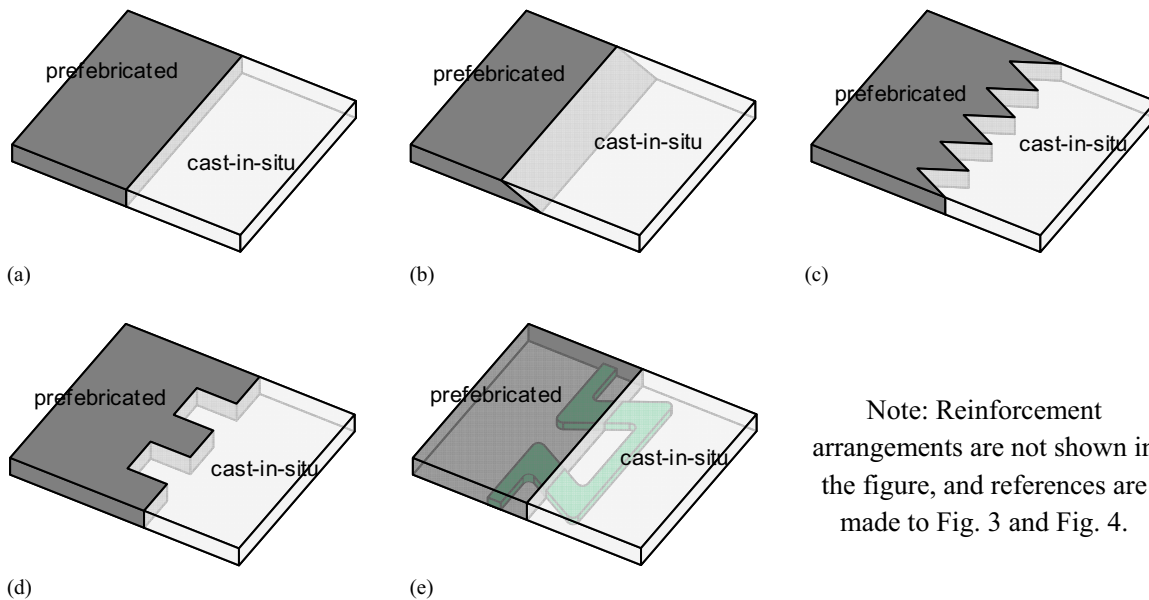 prefebricated
cast-in-situ
(a)
prefebricated
cast-in-situ
(b)
prefebricated
cast-in-situ
(c)
prefebricated
cast-in-situ
(d)
prefebricated
cast-in-situ
(e)
Note: Reinforcement
arrangements are not shown in
the figure, and references are
made to Fig. 3 and Fig. 4.